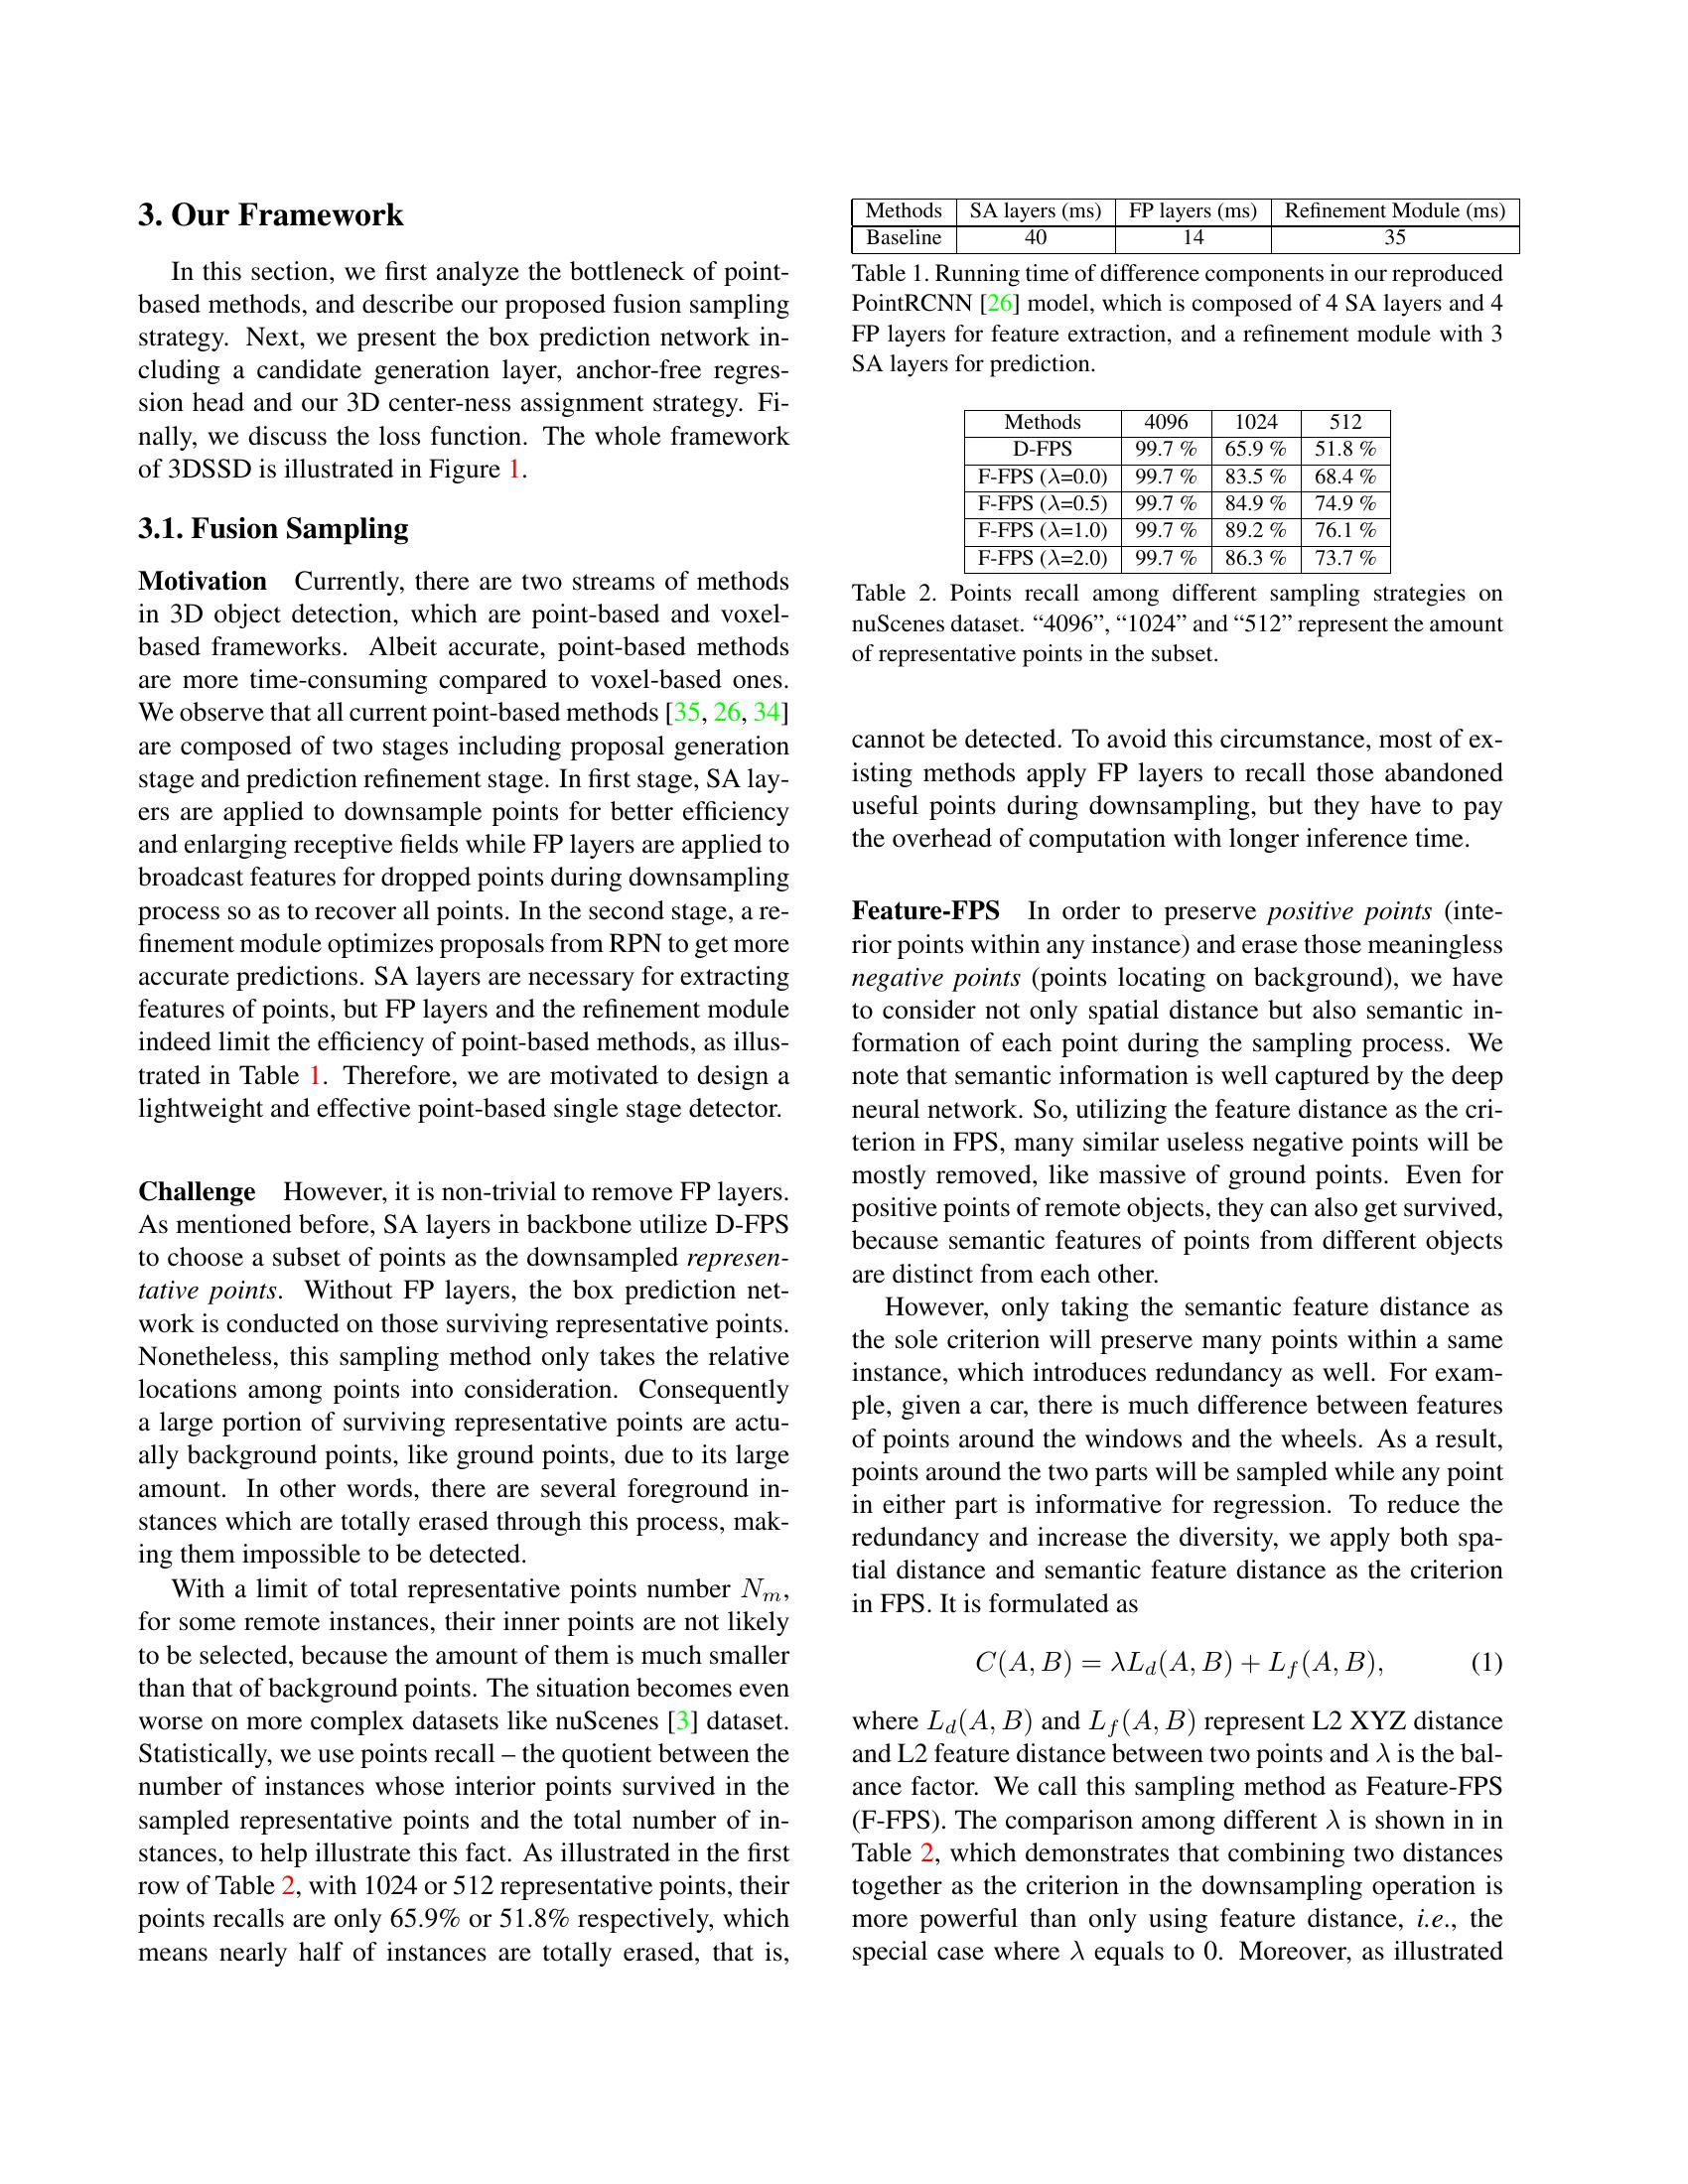 3. Our Framework
In this section, we first analyze the bottleneck of point-
based methods, and describe our proposed fusion sampling
strategy. Next, we present the box prediction network in-
cluding a candidate generation layer, anchor-free regres-
sion head and our 3D center-ness assignment strategy. Fi-
nally, we discuss the loss function. The whole framework
of 3DSSD is illustrated in Figure 1.
3.1. Fusion Sampling
Motivation Currently, there are two streams of methods
in 3D object detection, which are point-based and voxel-
based frameworks. Albeit accurate, point-based methods
are more time-consuming compared to voxel-based ones.
We observe that all current point-based methods [35, 26, 34]
are composed of two stages including proposal generation
stage and prediction refinement stage. In first stage, SA lay-
ers are applied to downsample points for better efficiency
and enlarging receptive fields while FP layers are applied to
broadcast features for dropped points during downsampling
process so as to recover all points. In the second stage, a re-
finement module optimizes proposals from RPN to get more
accurate predictions. SA layers are necessary for extracting
features of points, but FP layers and the refinement module
indeed limit the efficiency of point-based methods, as illus-
trated in Table 1. Therefore, we are motivated to design a
lightweight and effective point-based single stage detector.
Challenge However, it is non-trivial to remove FP layers.
As mentioned before, SA layers in backbone utilize D-FPS
to choose a subset of points as the downsampled represen-
tative points. Without FP layers, the box prediction net-
work is conducted on those surviving representative points.
Nonetheless, this sampling method only takes the relative
locations among points into consideration. Consequently
a large portion of surviving representative points are actu-
ally background points, like ground points, due to its large
amount. In other words, there are several foreground in-
stances which are totally erased through this process, mak-
ing them impossible to be detected.
With a limit of total representative points number Nm,
for some remote instances, their inner points are not likely
to be selected, because the amount of them is much smaller
than that of background points. The situation becomes even
worse on more complex datasets like nuScenes [3] dataset.
Statistically, we use points recall – the quotient between the
number of instances whose interior points survived in the
sampled representative points and the total number of in-
stances, to help illustrate this fact. As illustrated in the first
row of Table 2, with 1024 or 512 representative points, their
points recalls are only 65.9% or 51.8% respectively, which
means nearly half of instances are totally erased, that is,
Methods SA layers (ms) FP layers (ms) Refinement Module (ms)
Baseline 40 14 35
Table 1. Running time of difference components in our reproduced
PointRCNN [26] model, which is composed of 4 SA layers and 4
FP layers for feature extraction, and a refinement module with 3
SA layers for prediction.
Methods 4096 1024 512
D-FPS 99.7 % 65.9 % 51.8 %
F-FPS (λ=0.0) 99.7 % 83.5 % 68.4 %
F-FPS (λ=0.5) 99.7 % 84.9 % 74.9 %
F-FPS (λ=1.0) 99.7 % 89.2 % 76.1 %
F-FPS (λ=2.0) 99.7 % 86.3 % 73.7 %
Table 2. Points recall among different sampling strategies on
nuScenes dataset. “4096”, “1024” and “512” represent the amount
of representative points in the subset.
cannot be detected. To avoid this circumstance, most of ex-
isting methods apply FP layers to recall those abandoned
useful points during downsampling, but they have to pay
the overhead of computation with longer inference time.
Feature-FPS In order to preserve positive points (inte-
rior points within any instance) and erase those meaningless
negative points (points locating on background), we have
to consider not only spatial distance but also semantic in-
formation of each point during the sampling process. We
note that semantic information is well captured by the deep
neural network. So, utilizing the feature distance as the cri-
terion in FPS, many similar useless negative points will be
mostly removed, like massive of ground points. Even for
positive points of remote objects, they can also get survived,
because semantic features of points from different objects
are distinct from each other.
However, only taking the semantic feature distance as
the sole criterion will preserve many points within a same
instance, which introduces redundancy as well. For exam-
ple, given a car, there is much difference between features
of points around the windows and the wheels. As a result,
points around the two parts will be sampled while any point
in either part is informative for regression. To reduce the
redundancy and increase the diversity, we apply both spa-
tial distance and semantic feature distance as the criterion
in FPS. It is formulated as
C(A, B) = λLd(A, B) + Lf(A, B), (1)
where Ld(A, B) and Lf(A, B) represent L2 XYZ distance
and L2 feature distance between two points and λ is the bal-
ance factor. We call this sampling method as Feature-FPS
(F-FPS). The comparison among different λ is shown in in
Table 2, which demonstrates that combining two distances
together as the criterion in the downsampling operation is
more powerful than only using feature distance, i.e., the
special case where λ equals to 0. Moreover, as illustrated